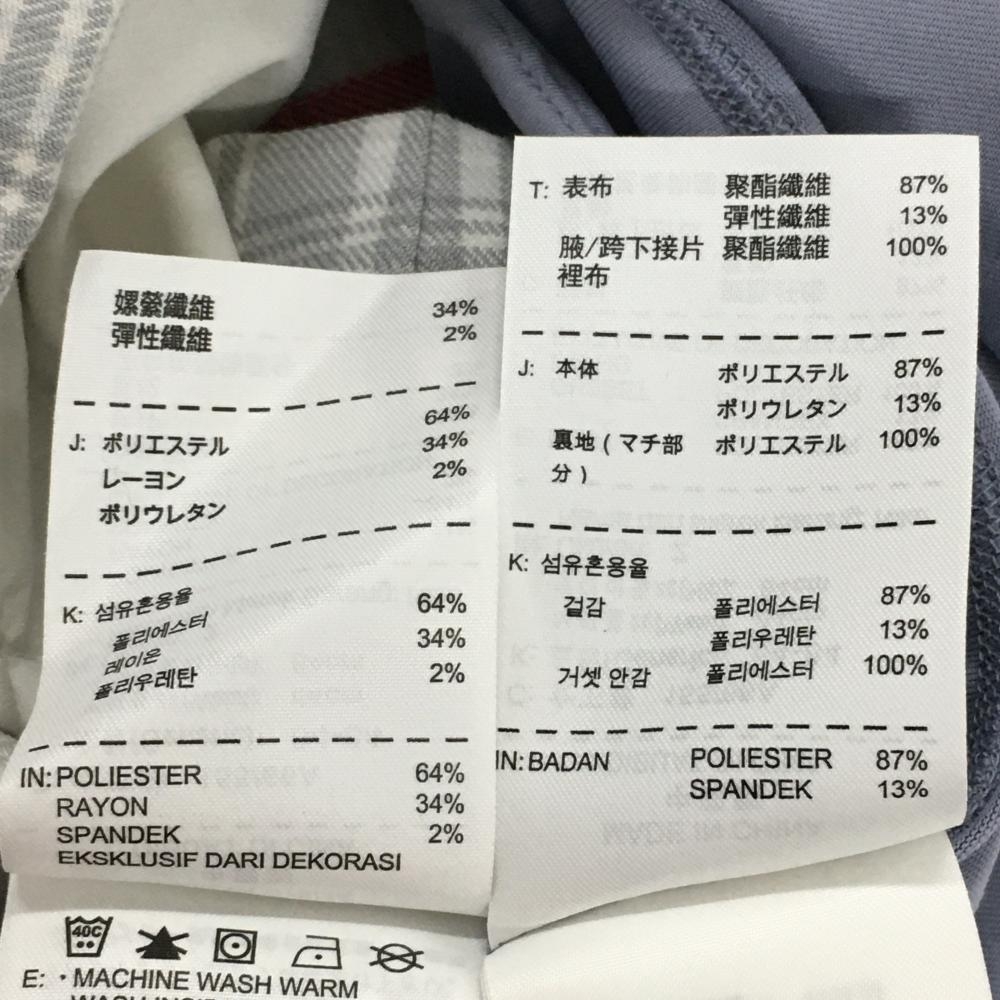 嫘縈纖維 34%
彈性纖維 2%
64%
J: ポリエステル 34%
レーヨン 2%
ポリウレタン
K: 섬유혼용율
폴리에스터 64%
레이온 34%
폴리우레탄 2%
IN: POLIESTER 64%
RAYON 34%
SPANDEK 2%
EKSKLUSIF DARI DEKORASI
40C
E: · MACHINE WASH WARM
T: 表布 聚酯纖維 87%
彈性纖維 13%
腋/跨下接片 聚酯纖維 100%
裡布
J: 本体 ポリエステル 87%
ポリウレタン 13%
裏地(マチ部 ポリエステル 100%
分)
K: 섬유혼용율
겉감 폴리에스터 87%
폴리우레탄 13%
거셋 안감 폴리에스터 100%
IN: BADAN POLIESTER 87%
SPANDEK 13%